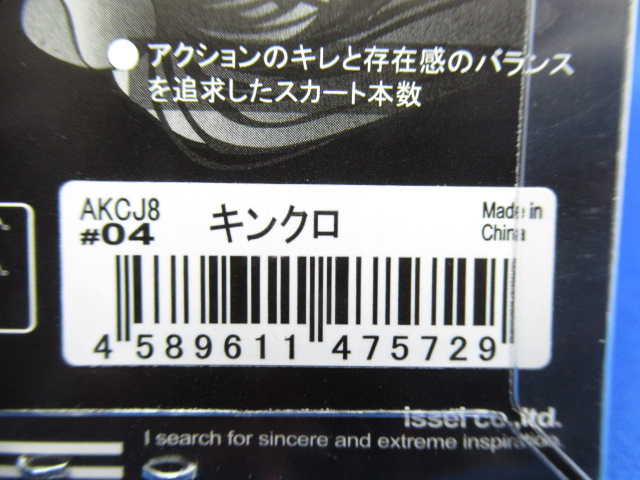 ●アクションのキレと存在感のバランス
を追求したスカート本数
AKCJ8
#04
キンクロ
Made in
China
4 589611 475729
issei co.,ltd.
I search for sincere and extreme inspiration.